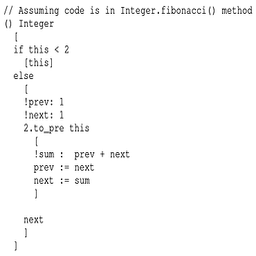 // Assuming code is in Integer.fibonacci() method
() Integer
[
if this < 2
[this]
else
[
!prev: 1
!next: 1
2.to_pre this
[
!sum : prev + next
prev := next
next := sum
]
next
]
]